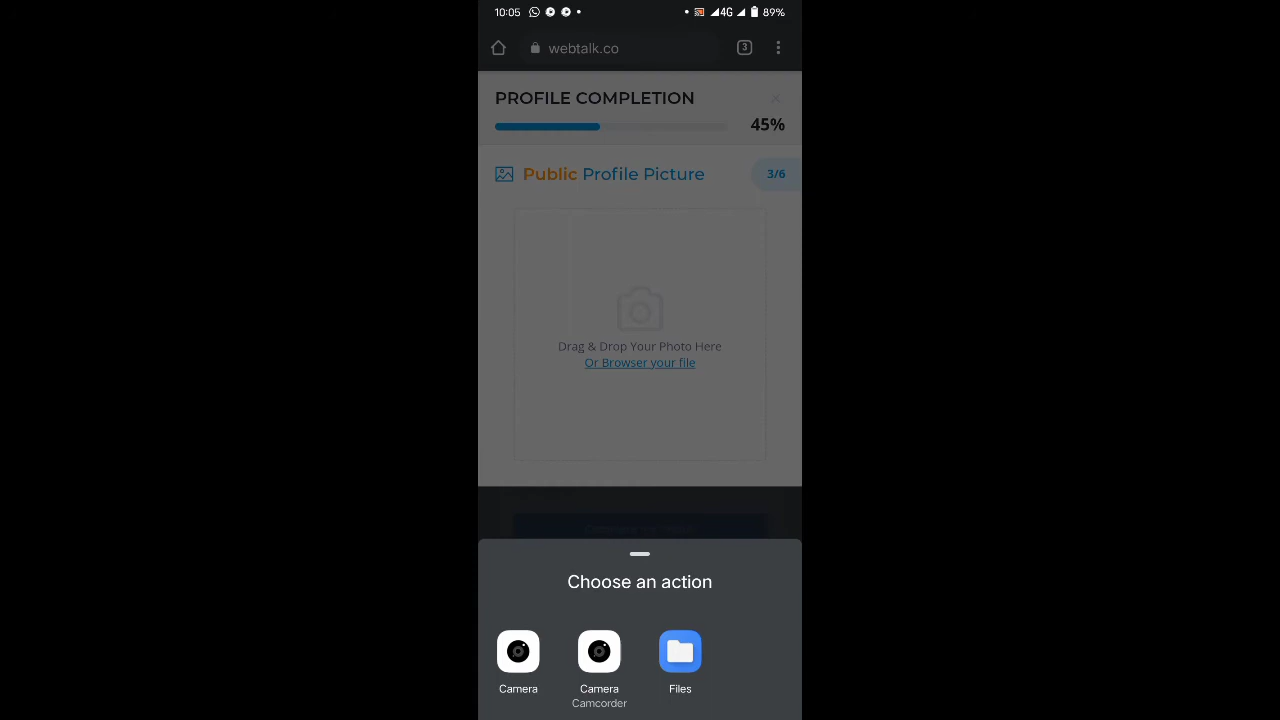 10:05
4G 89%
webtalk.co
3
PROFILE COMPLETION
45%
Public Profile Picture
3/6
Drag & Drop Your Photo Here
Or Browser your file
Choose an action
Camera
Camera
Camcorder
Files